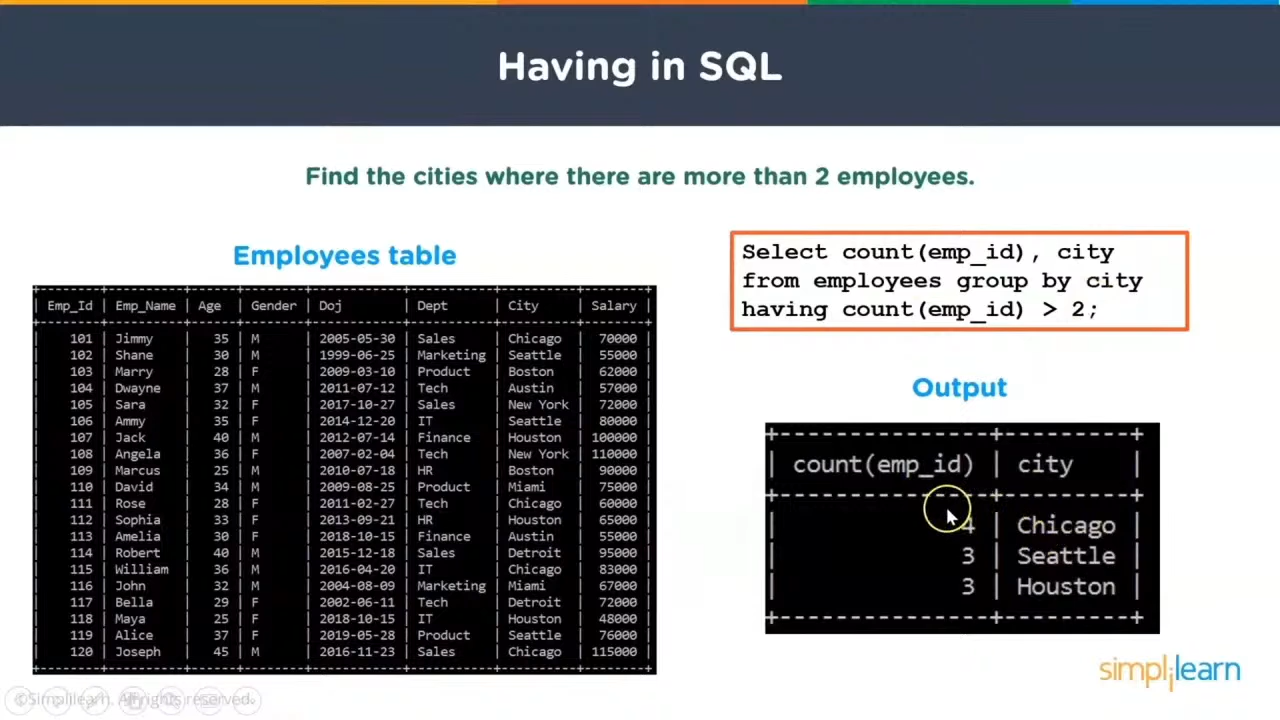 Having in SQL
Find the cities where there are more than 2 employees.
Employees table
| Emp_Id | Emp_Name | Age | Gender | Doj | Dept | City | Salary |
| 101 | Jimmy | 35 | M | 2005-05-30 | Sales | Chicago | 70000 |
| 102 | Shane | 30 | M | 1999-06-25 | Marketing | Seattle | 55000 |
| 103 | Marry | 28 | F | 2009-03-10 | Product | Boston | 62000 |
| 104 | Dwayne | 37 | M | 2011-07-12 | Tech | Austin | 57000 |
| 105 | Sara | 32 | F | 2017-10-27 | Sales | New York | 72000 |
| 106 | Ammy | 35 | F | 2014-12-20 | IT | Seattle | 80000 |
| 107 | Jack | 40 | M | 2012-07-14 | Finance | Houston | 100000 |
| 108 | Angela | 36 | F | 2007-02-04 | Tech | New York | 110000 |
| 109 | Marcus | 25 | M | 2010-07-18 | HR | Boston | 90000 |
| 110 | David | 34 | M | 2009-08-25 | Product | Miami | 75000 |
| 111 | Rose | 28 | F | 2011-02-27 | Tech | Chicago | 60000 |
| 112 | Sophia | 33 | F | 2013-09-21 | HR | Houston | 65000 |
| 113 | Amelia | 30 | F | 2018-10-15 | Finance | Austin | 55000 |
| 114 | Robert | 40 | M | 2015-12-18 | Sales | Detroit | 95000 |
| 115 | William | 36 | M | 2016-04-20 | IT | Chicago | 83000 |
| 116 | John | 32 | M | 2004-08-09 | Marketing | Miami | 67000 |
| 117 | Bella | 29 | F | 2002-06-11 | Tech | Detroit | 72000 |
| 118 | Maya | 25 | F | 2018-10-15 | IT | Houston | 48000 |
| 119 | Alice | 37 | F | 2019-05-28 | Product | Seattle | 76000 |
| 120 | Joseph | 45 | M | 2016-11-23 | Sales | Chicago | 115000 |
Select count(emp_id), city
from employees group by city
having count(emp_id) > 2;
Output
| count(emp_id) | city |
| 4 | Chicago |
| 3 | Seattle |
| 3 | Houston |
simplilearn
©Simplilearn. All rights reserved.